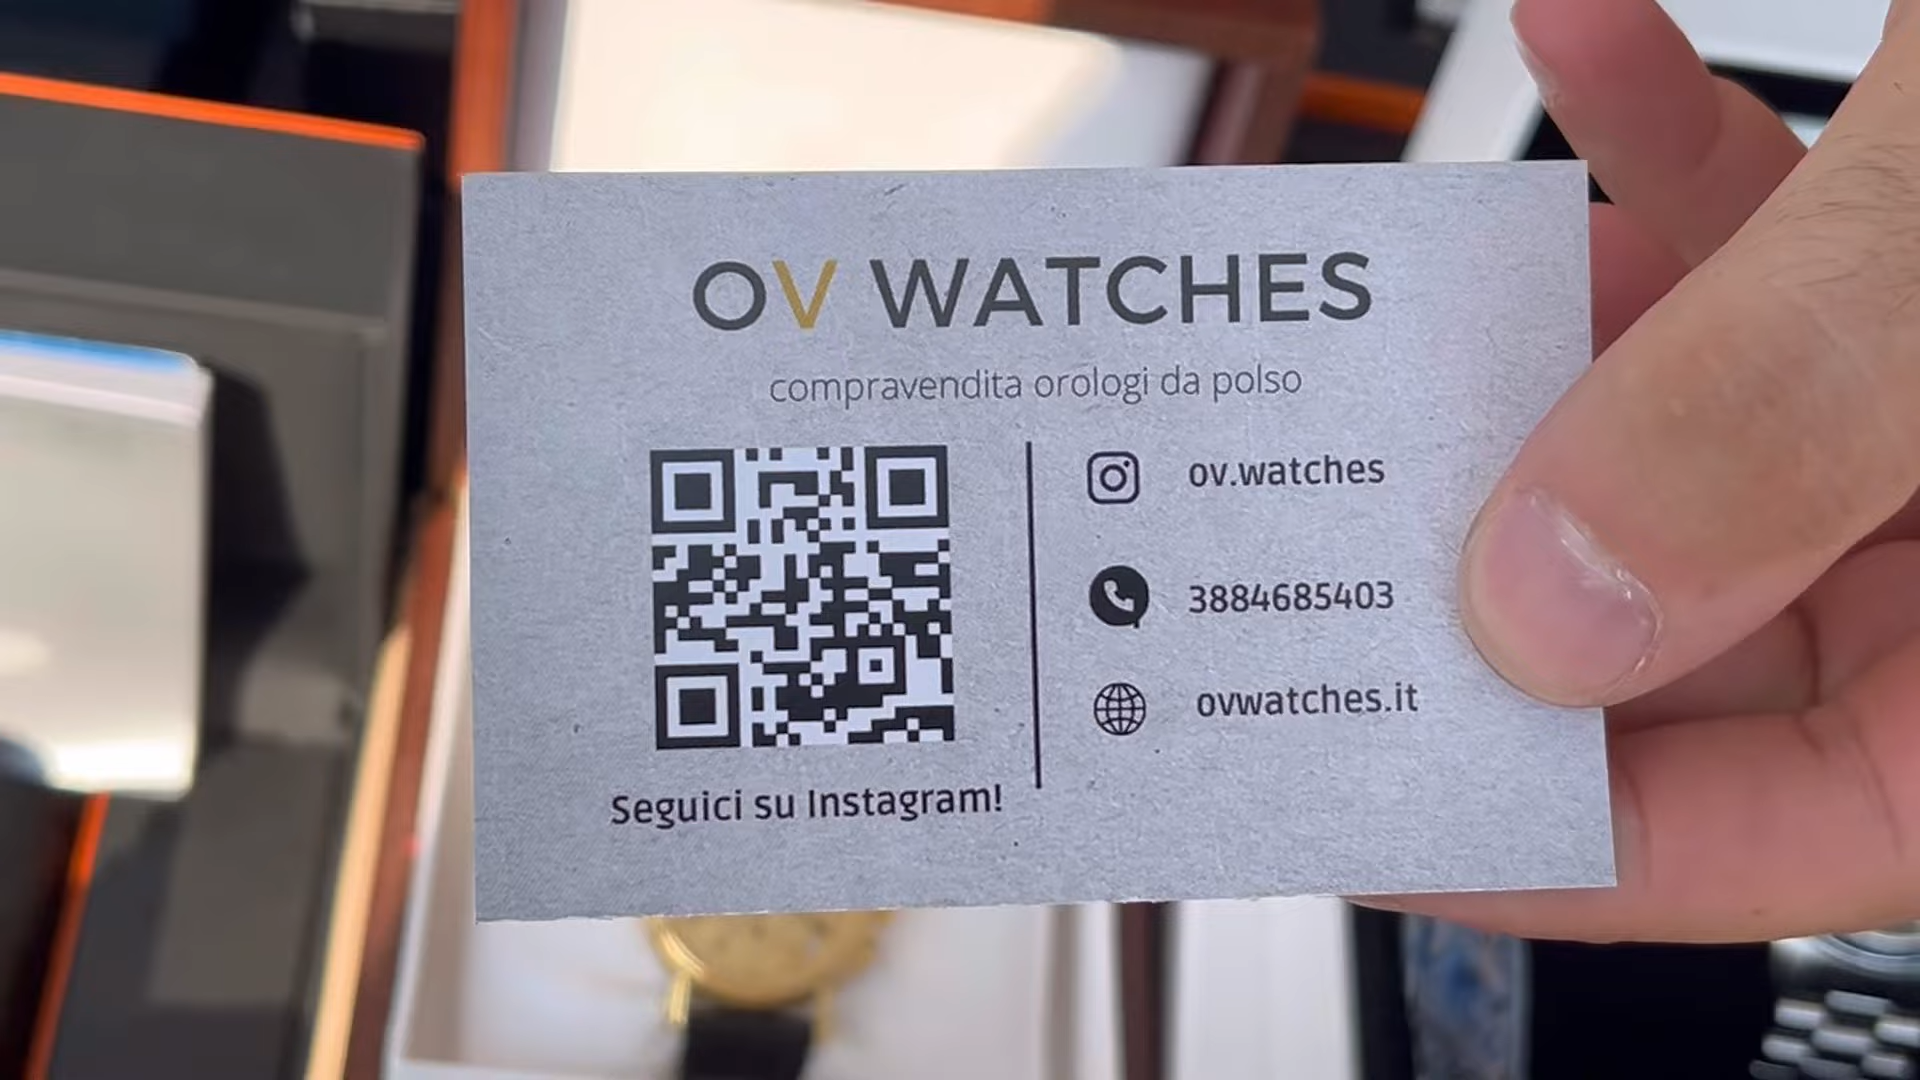 OV WATCHES
compravendita orologi da polso
ov.watches
3884685403
ovwatches.it
Seguici su Instagram!